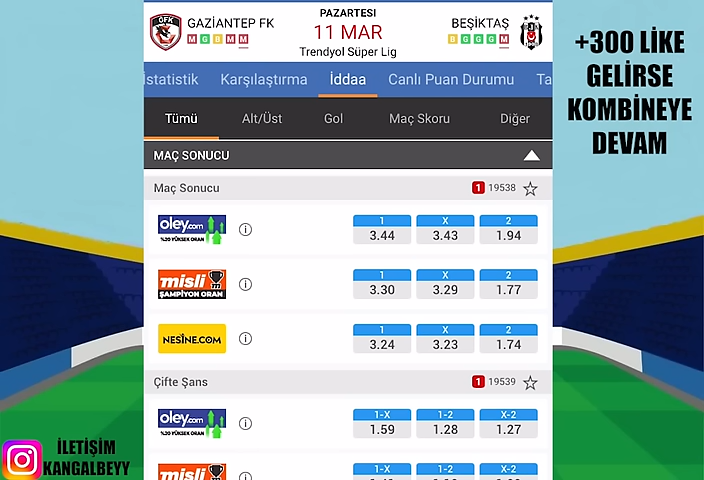 GAZİANTEP FK
M G B M M
PAZARTESI
11 MAR
Trendyol Süper Lig
BEŞİKTAŞ
B G G G M
+300 LİKE
GELİRSE
KOMBİNEYE
DEVAM
istatistik Karşılaştırma İddaa Canlı Puan Durumu Ta
Tümü Alt/Üst Gol Maç Skoru Diğer
MAÇ SONUCU
Maç Sonucu 1 19538
oley.com
%20 YÜKSEK ORAN
1 X 2
3.44 3.43 1.94
misli
ŞAMPİYON ORAN
1 X 2
3.30 3.29 1.77
NESİNE.COM
1 X 2
3.24 3.23 1.74
Çifte Şans 1 19539
oley.com
%20 YÜKSEK ORAN
1-X 1-2 X-2
1.59 1.28 1.27
misli
1-X 1-2 X-2
İLETİŞİM
KANGALBEYY